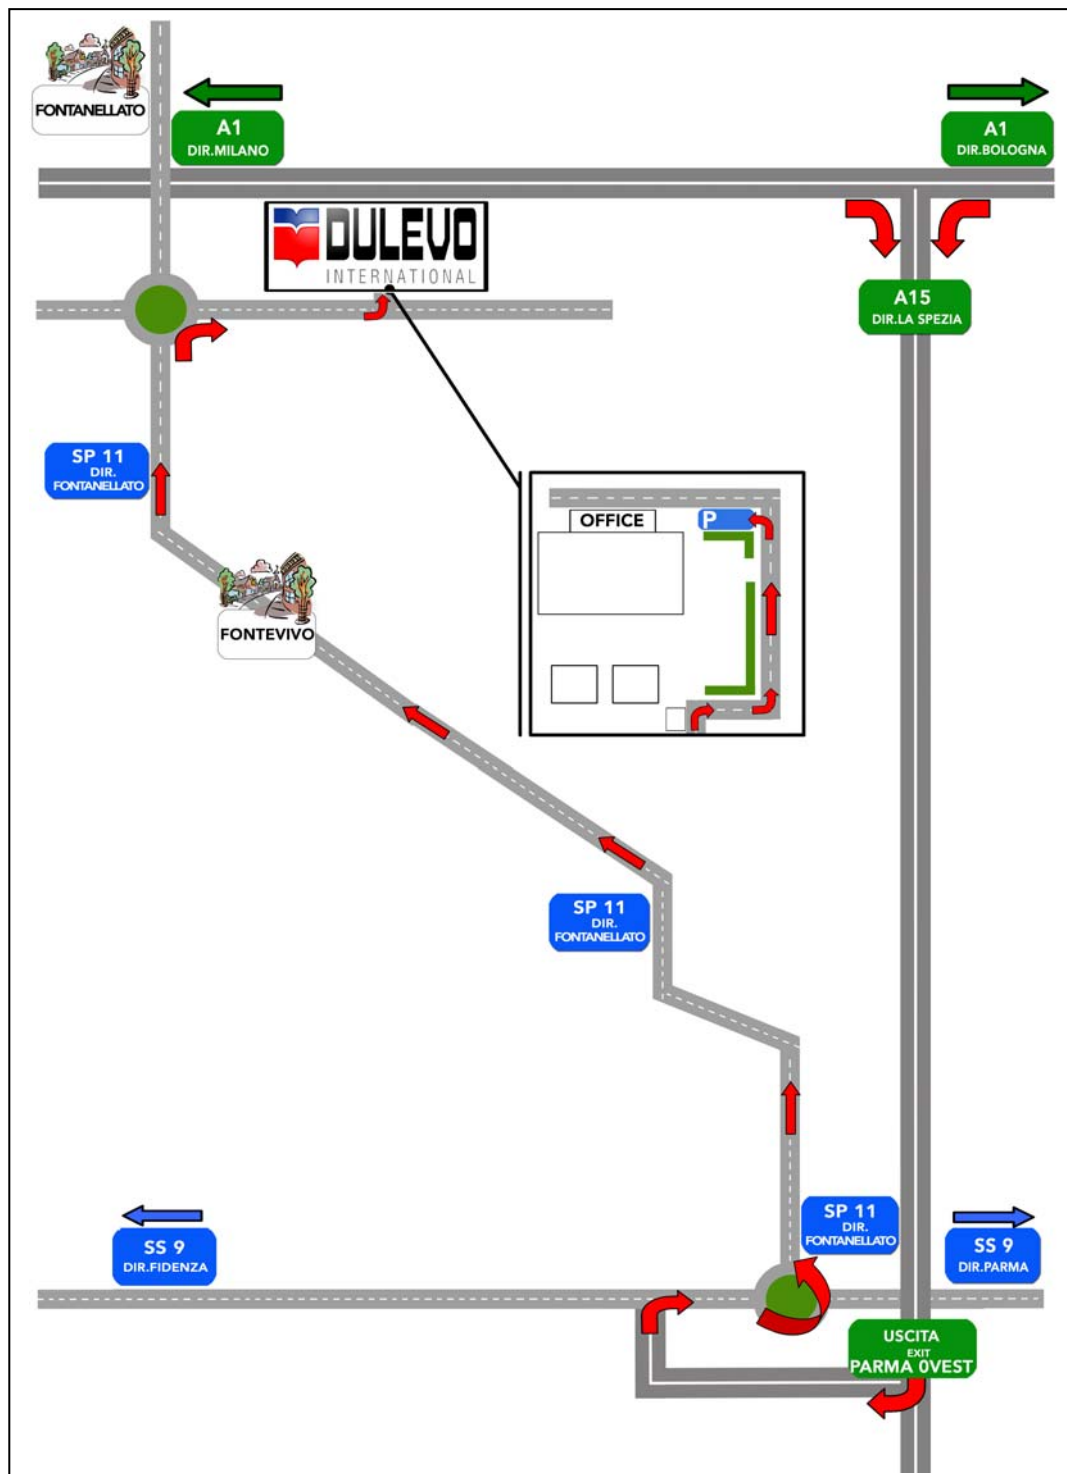 FONTANELLATO
A1
DIR.MILANO
A1
DIR.BOLOGNA
DULEVO
INTERNATIONAL
A15
DIR.LA SPEZIA
SP 11
DIR.
FONTANELLATO
OFFICE
P
FONTEVIVO
SP 11
DIR.
FONTANELLATO
SP 11
DIR.
FONTANELLATO
SS 9
DIR.FIDENZA
SS 9
DIR.PARMA
USCITA
EXIT
PARMA 0VEST